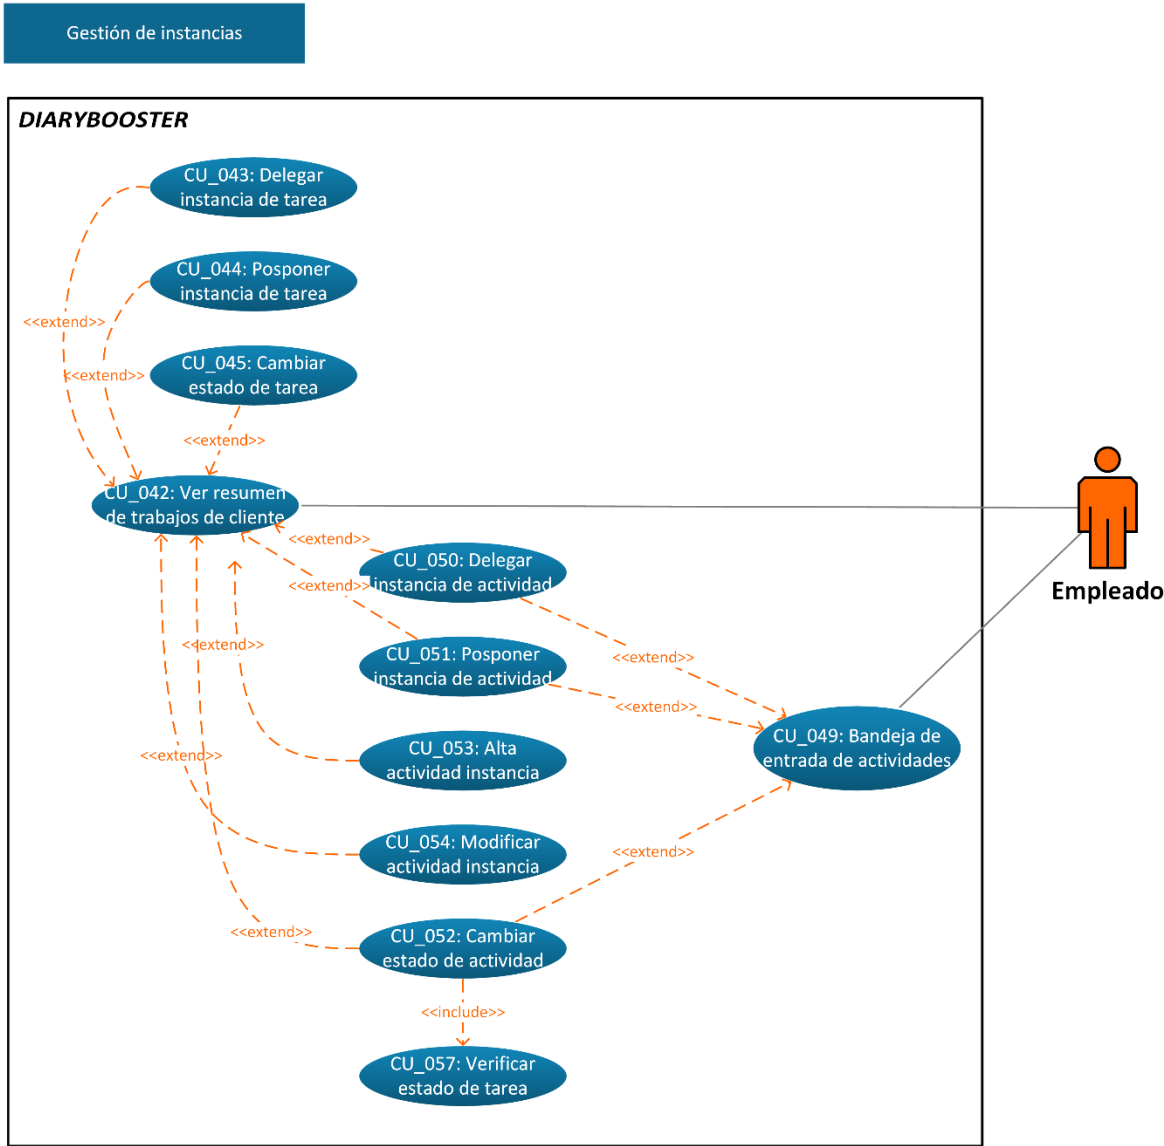 Gestión de instancias
DIARYBOOSTER
CU_043: Delegar
instancia de tarea
CU_044: Posponer
instancia de tarea
<<extend>>
CU_045: Cambiar
estado de tarea
<<extend>>
<<extend>>
CU_042: Ver resumen
de trabajos de cliente
<<extend>>
CU_050: Delegar
instancia de actividad
<<extend>>
Empleado
<<extend>>
CU_051: Posponer
instancia de actividad
<<extend>>
<<extend>>
CU_049: Bandeja de
entrada de actividades
<<extend>>
CU_053: Alta
actividad instancia
CU_054: Modificar
actividad instancia
<<extend>>
<<extend>>
CU_052: Cambiar
estado de actividad
<<include>>
CU_057: Verificar
estado de tarea